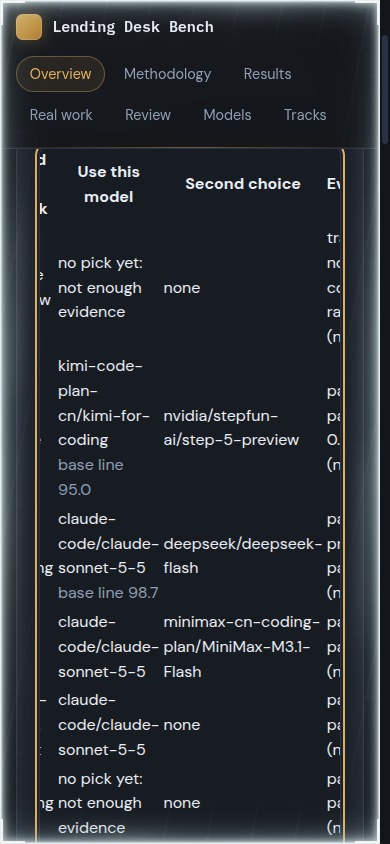 Lending Desk Bench
Overview
Methodology
Results
Real work
Review
Models
Tracks
Use this
model
Second choice
no pick yet:
not enough
evidence
none
kimi-code-
plan-
cn/kimi-for-
coding
base line
95.0
nvidia/stepfun-
ai/step-5-preview
claude-
code/claude-
sonnet-5-5
base line 98.7
deepseek/deepseek-
flash
claude-
code/claude-
sonnet-5-5
minimax-cn-coding-
plan/MiniMax-M3.1-
Flash
claude-
code/claude-
sonnet-5-5
none
no pick yet:
not enough
evidence
none